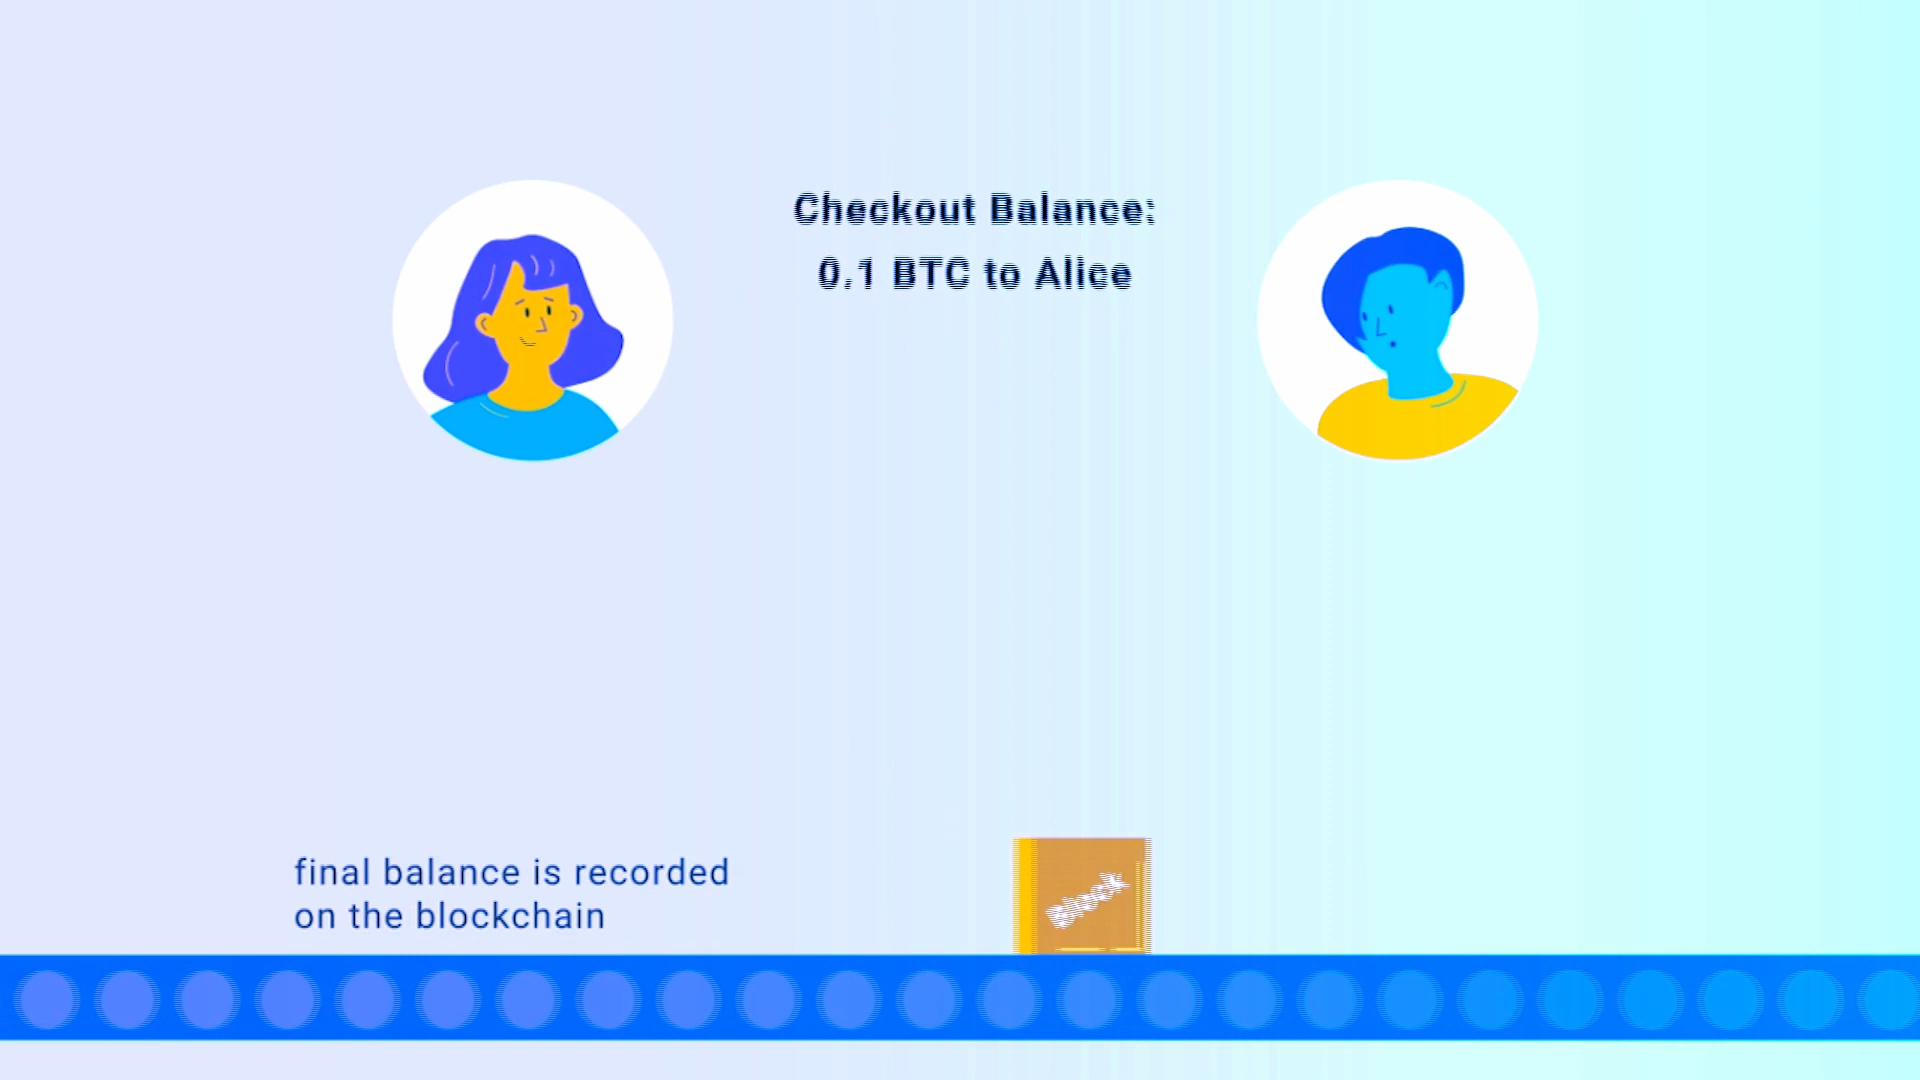 Checkout Balance:
0.1 BTC to Alice
final balance is recorded
on the blockchain
Block